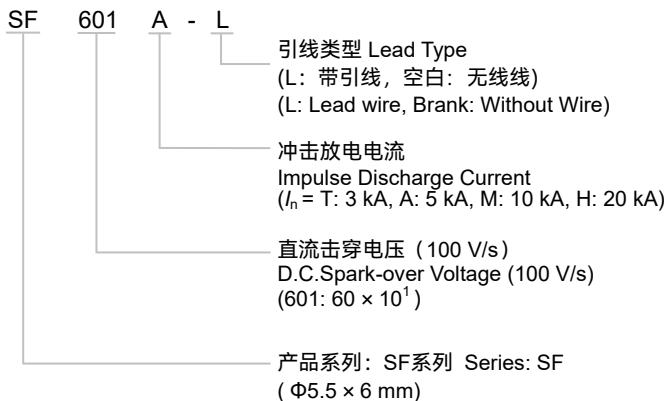 SF 601 A - L
引线类型 Lead Type
(L：带引线，空白：无线线)
(L: Lead wire, Brank: Without Wire)
冲击放电电流
Impulse Discharge Current
(Iₙ = T: 3 kA, A: 5 kA, M: 10 kA, H: 20 kA)
直流击穿电压（100 V/s）
D.C.Spark-over Voltage (100 V/s)
(601: 60 × 10¹ )
产品系列：SF系列 Series: SF
( Φ5.5 × 6 mm)